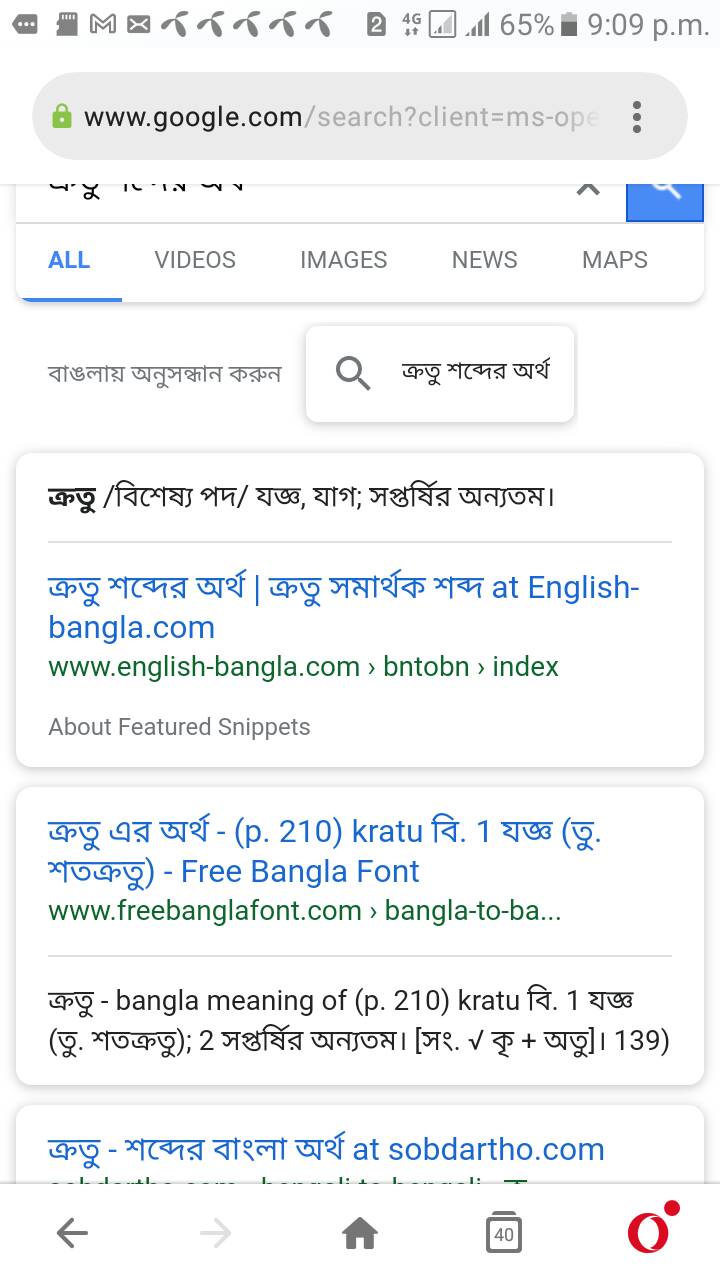 2 4G 65% 9:09 p.m.
www.google.com/search?client=ms-ope
ক্রতু শব্দের অর্থ
ALL VIDEOS IMAGES NEWS MAPS
বাঙলায় অনুসন্ধান করুন ক্রতু শব্দের অর্থ
ক্রতু /বিশেষ্য পদ/ যজ্ঞ, যাগ; সপ্তর্ষির অন্যতম।
ক্রতু শব্দের অর্থ | ক্রতু সমার্থক শব্দ at English-
bangla.com
www.english-bangla.com › bntobn › index
About Featured Snippets
ক্রতু এর অর্থ - (p. 210) kratu বি. 1 যজ্ঞ (তু.
শতক্রতু) - Free Bangla Font
www.freebanglafont.com › bangla-to-ba...
ক্রতু - bangla meaning of (p. 210) kratu বি. 1 যজ্ঞ
(তু. শতক্রতু); 2 সপ্তর্ষির অন্যতম। [সং. √ কৃ + অতু]। 139)
ক্রতু - শব্দের বাংলা অর্থ at sobdartho.com
40